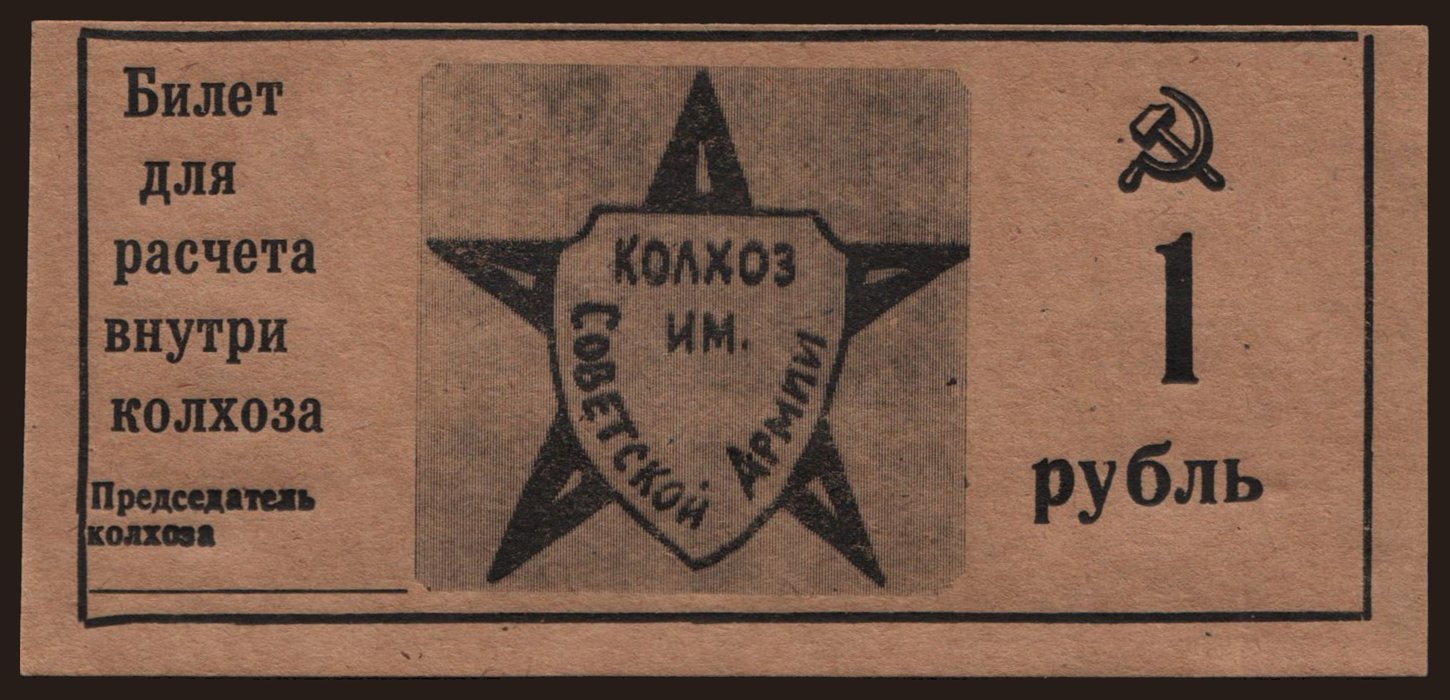 Билет
для
расчета
внутри
колхоза
Председатель
колхоза
КОЛХОЗ
ИМ.
СОВЕТСКОЙ
АРМИИ
1
рубль